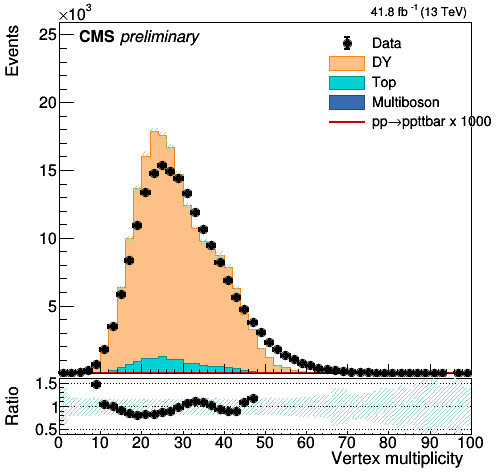 ×10³
41.8 fb⁻¹ (13 TeV)
CMS preliminary
Events
25
20
15
10
5
Data
DY
Top
Multiboson
pp→ppttbar x 1000
Ratio
1.5
1
0.5
0 10 20 30 40 50 60 70 80 90 100
Vertex multiplicity